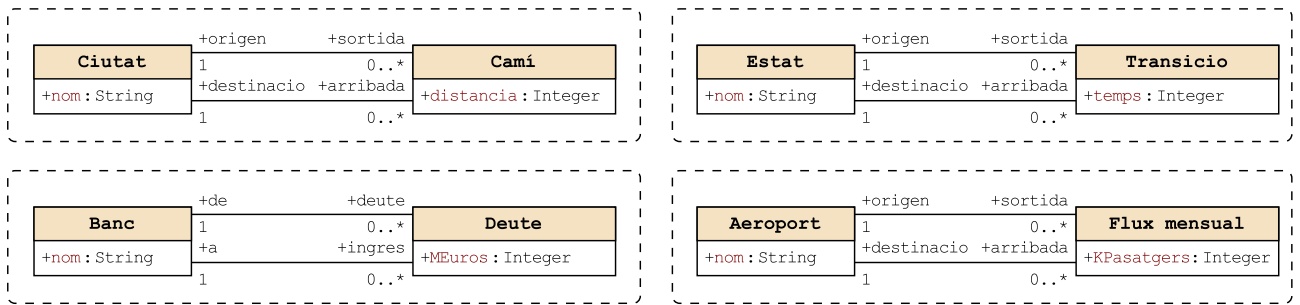 +origen +sortida
Ciutat Camí
1 0..*
+destinacio +arribada
+nom:String +distancia:Integer
1 0..*
+origen +sortida
Estat Transicio
1 0..*
+destinacio +arribada
+nom:String +temps:Integer
1 0..*
+de +deute
Banc Deute
1 0..*
+a +ingres
+nom:String +MEuros:Integer
1 0..*
+origen +sortida
Aeroport Flux mensual
1 0..*
+destinacio +arribada
+nom:String +KPasatgers:Integer
1 0..*